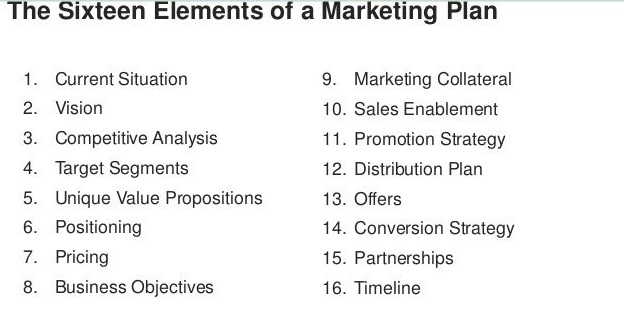 The Sixteen Elements of a Marketing Plan
1. Current Situation
2. Vision
3. Competitive Analysis
4. Target Segments
5. Unique Value Propositions
6. Positioning
7. Pricing
8. Business Objectives
9. Marketing Collateral
10. Sales Enablement
11. Promotion Strategy
12. Distribution Plan
13. Offers
14. Conversion Strategy
15. Partnerships
16. Timeline